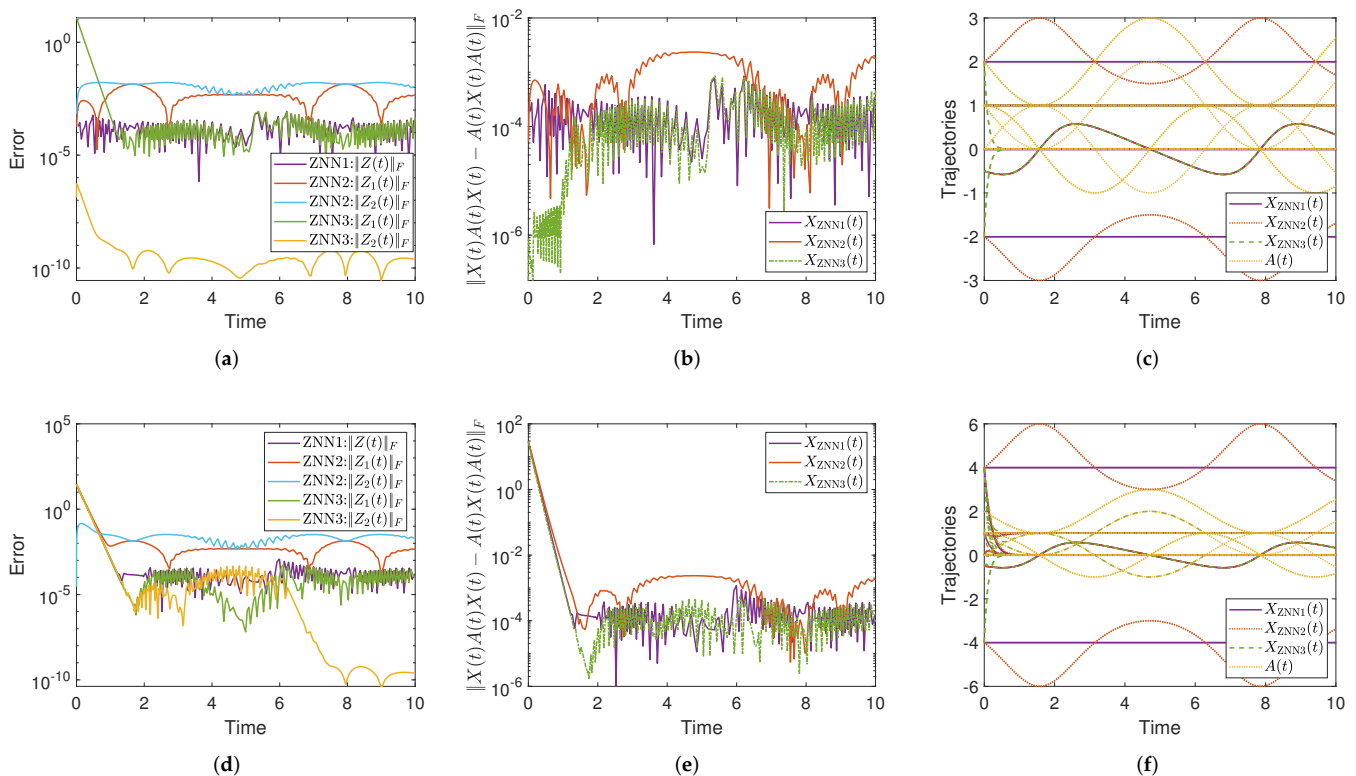 10^0
10^-5
10^-10
Error
0 2 4 6 8 10
Time
ZNN1:‖Z(t)‖_F
ZNN2:‖Z_1(t)‖_F
ZNN2:‖Z_2(t)‖_F
ZNN3:‖Z_1(t)‖_F
ZNN3:‖Z_2(t)‖_F
(a)
10^-2
10^-4
10^-6
‖X(t)A(t)X(t) − A(t)X(t)A(t)‖_F
0 2 4 6 8 10
Time
X_ZNN1(t)
X_ZNN2(t)
X_ZNN3(t)
(b)
3
2
1
0
-1
-2
-3
Trajectories
0 2 4 6 8 10
Time
X_ZNN1(t)
X_ZNN2(t)
X_ZNN3(t)
A(t)
(c)
10^5
10^0
10^-5
10^-10
Error
0 2 4 6 8 10
Time
ZNN1:‖Z(t)‖_F
ZNN2:‖Z_1(t)‖_F
ZNN2:‖Z_2(t)‖_F
ZNN3:‖Z_1(t)‖_F
ZNN3:‖Z_2(t)‖_F
(d)
10^2
10^0
10^-2
10^-4
10^-6
‖X(t)A(t)X(t) − A(t)X(t)A(t)‖_F
0 2 4 6 8 10
Time
X_ZNN1(t)
X_ZNN2(t)
X_ZNN3(t)
(e)
6
4
2
0
-2
-4
-6
Trajectories
0 2 4 6 8 10
Time
X_ZNN1(t)
X_ZNN2(t)
X_ZNN3(t)
A(t)
(f)